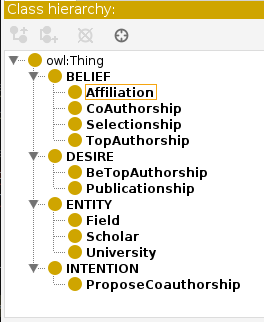 Class hierarchy:
owl:Thing
BELIEF
Affiliation
CoAuthorship
Selectionship
TopAuthorship
DESIRE
BeTopAuthorship
Publicationship
ENTITY
Field
Scholar
University
INTENTION
ProposeCoauthorship